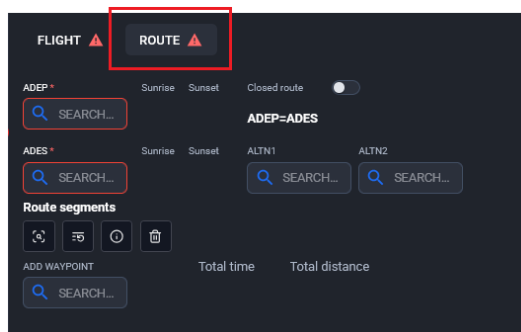 FLIGHT ROUTE
ADEP * Sunrise Sunset Closed route
SEARCH...
ADEP=ADES
ADES * Sunrise Sunset ALTN1 ALTN2
SEARCH... SEARCH... SEARCH...
Route segments
ADD WAYPOINT Total time Total distance
SEARCH...